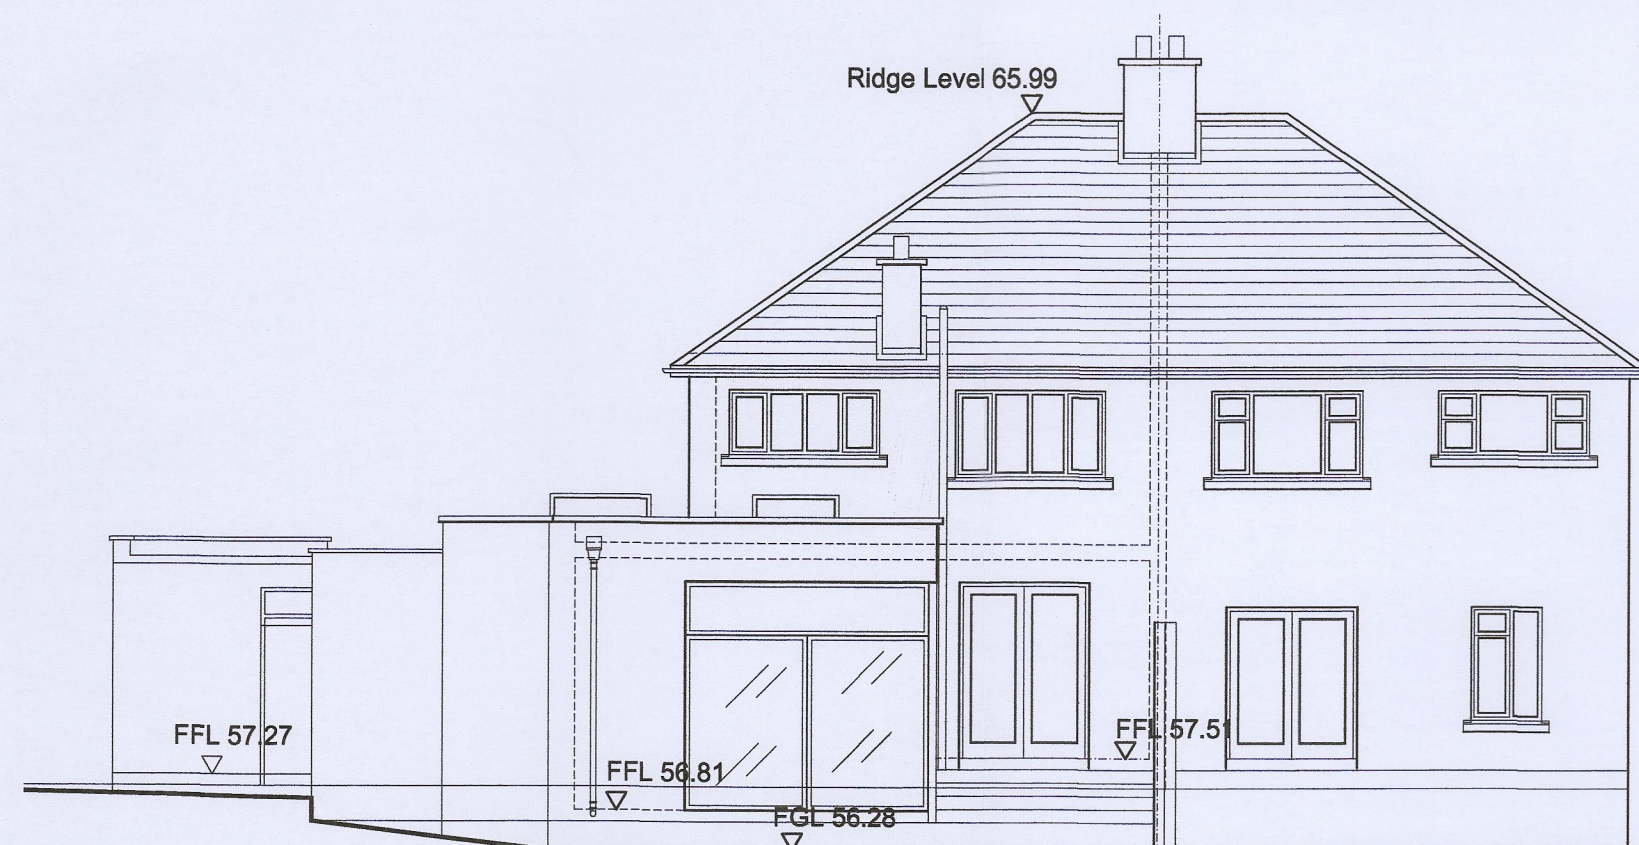 Ridge Level 65.99
FFL 57.27
FFL 57.51
FFL 56.81
FGL 56.28